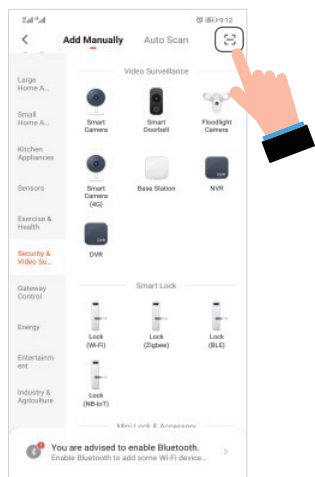 9:12
Add Manually Auto Scan
Video Surveillance
Large
Home A...
Smart
Camera
Smart
Doorbell
Floodlight
Camera
Small
Home A...
Kitchen
Appliances
Sensors
Smart
Camera
(4G)
Base Station
NVR
Exercise &
Health
DVR
Security &
Video Su...
Gateway
Control
Smart Lock
Energy
Lock
(Wi-Fi)
Lock
(Zigbee)
Lock
(BLE)
Entertainm
ent
Industry &
Agriculture
Lock
(NB-IoT)
Mini Lock & Accessory
You are advised to enable Bluetooth.
Enable Bluetooth to add some Wi-Fi device...